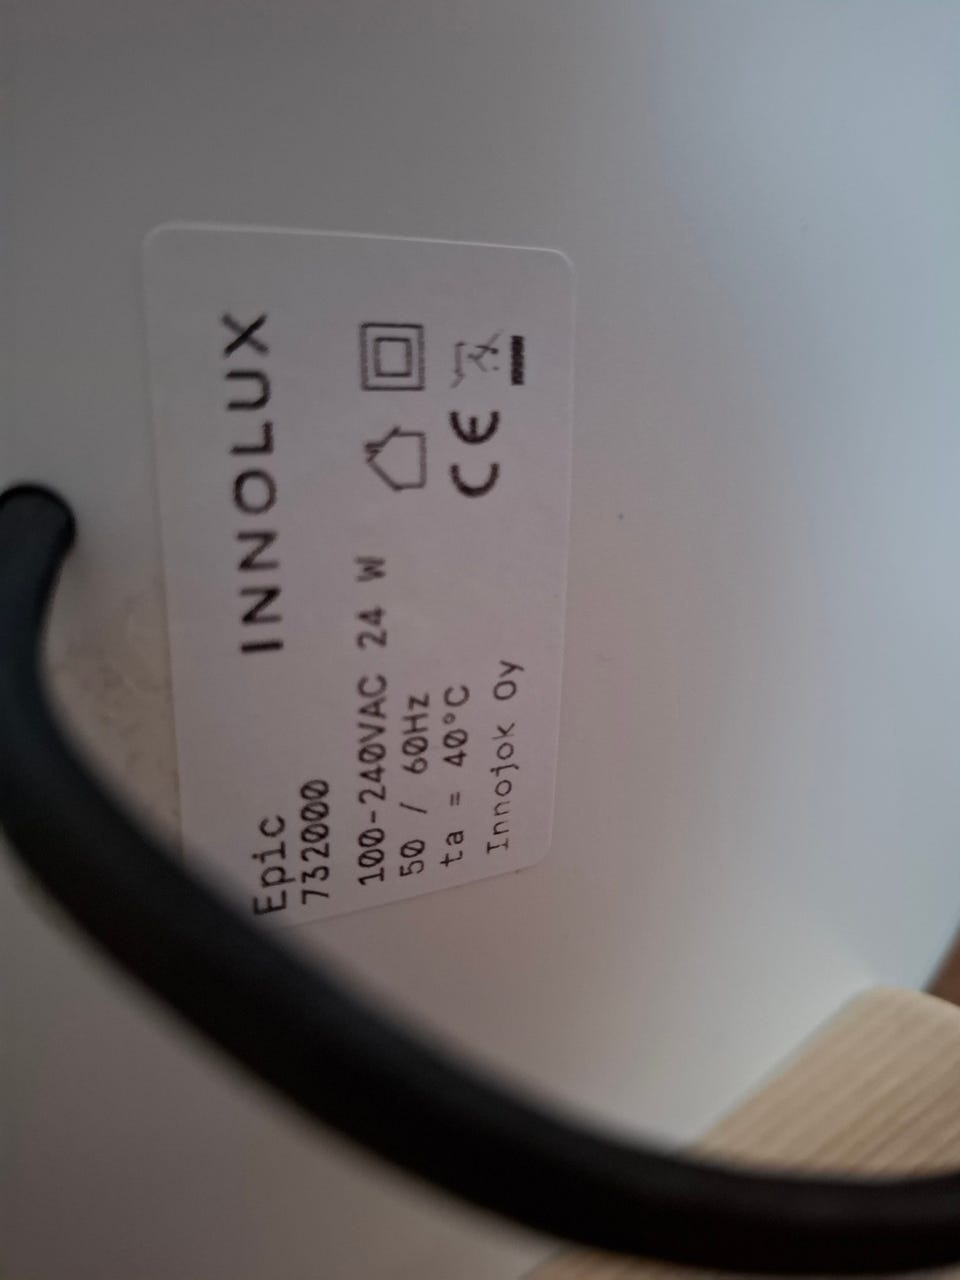 INNOLUX
Epic
732000
100-240VAC 24 W
50 / 60Hz
ta = 40°C
Innojok Oy
CE